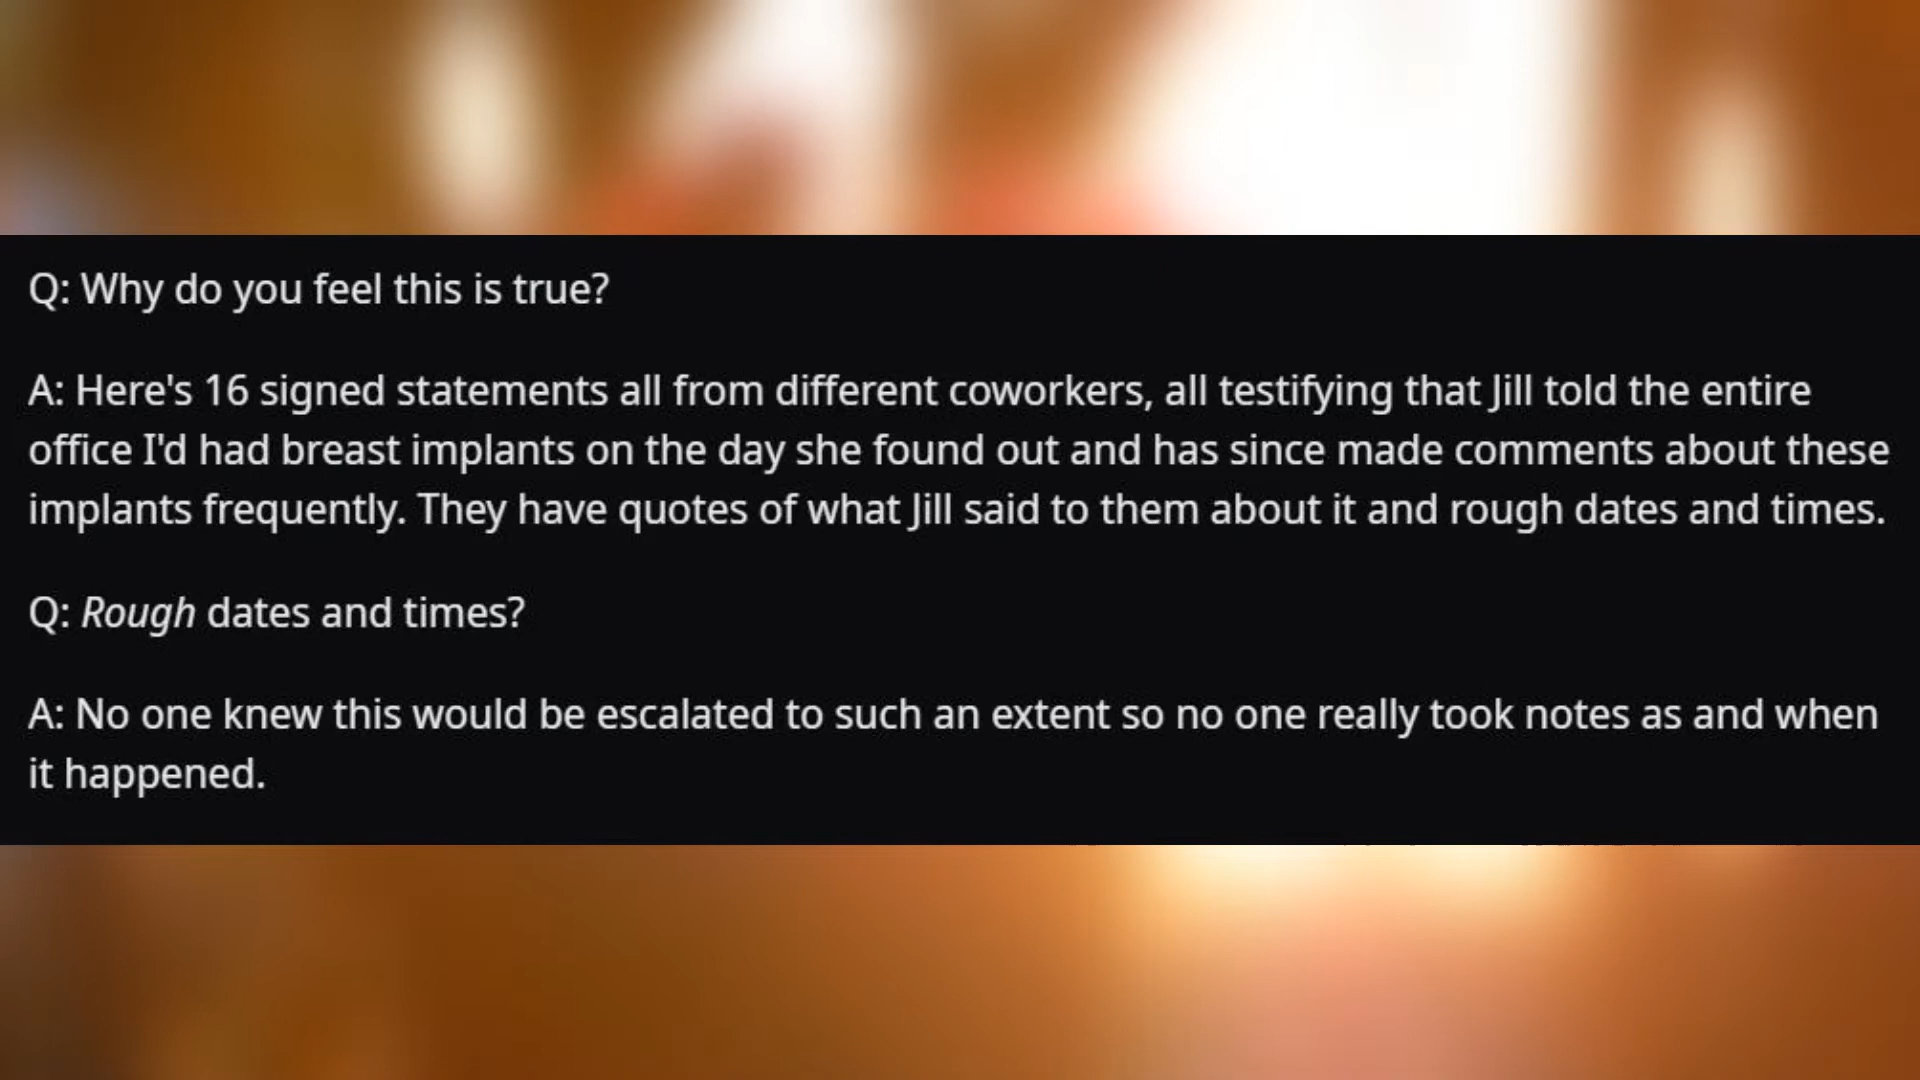 Q: Why do you feel this is true?
A: Here's 16 signed statements all from different coworkers, all testifying that Jill told the entire
office I'd had breast implants on the day she found out and has since made comments about these
implants frequently. They have quotes of what Jill said to them about it and rough dates and times.
Q: Rough dates and times?
A: No one knew this would be escalated to such an extent so no one really took notes as and when
it happened.